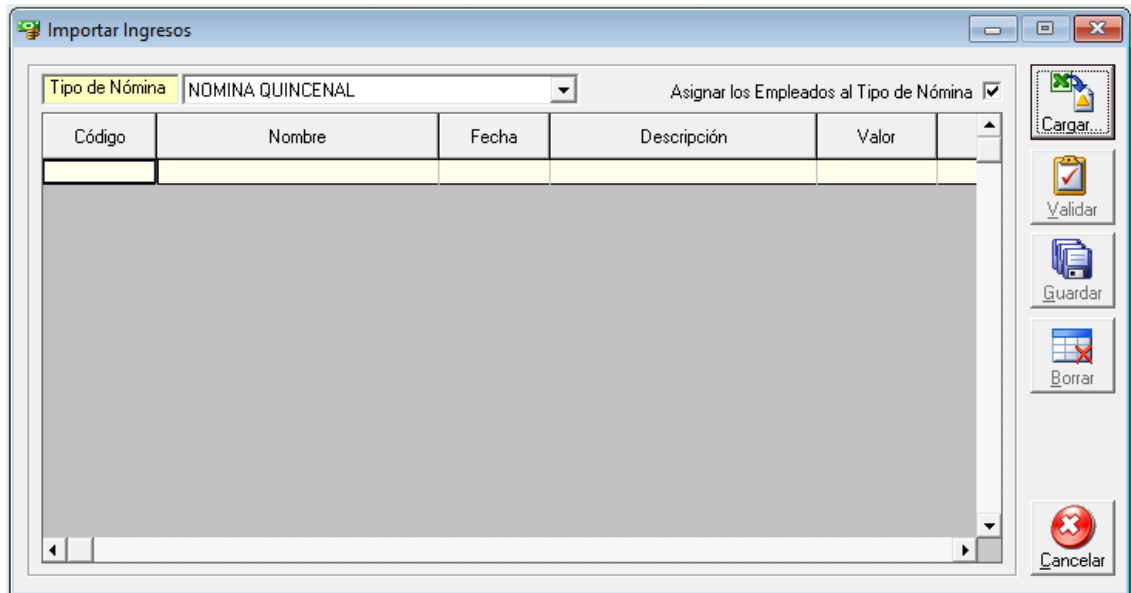 Importar Ingresos
Tipo de Nómina NOMINA QUINCENAL Asignar los Empleados al Tipo de Nómina
Código Nombre Fecha Descripción Valor
Cargar...
Validar
Guardar
Borrar
Cancelar